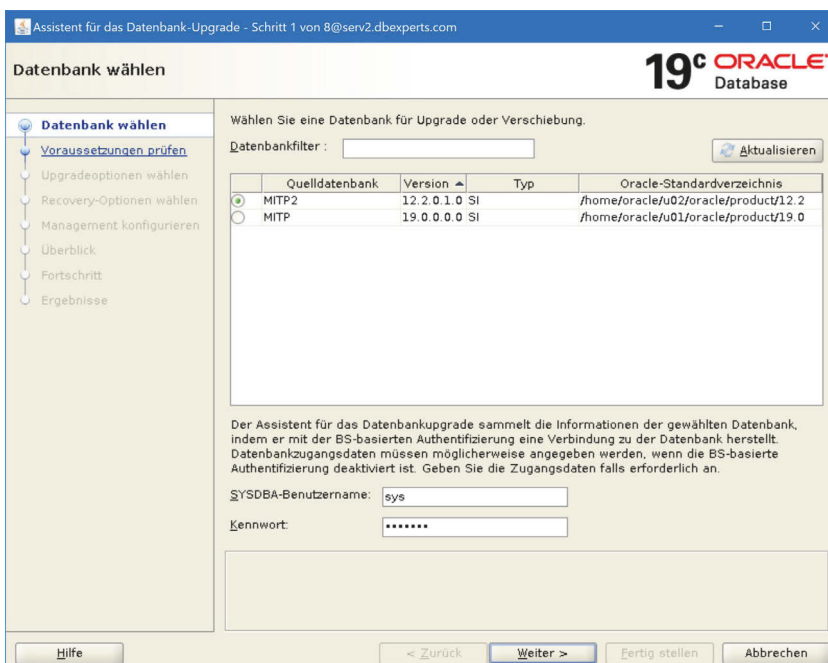 Assistent für das Datenbank-Upgrade - Schritt 1 von 8@serv2.dbexperts.com
Datenbank wählen
19c ORACLE
Database
Datenbank wählen
Voraussetzungen prüfen
Upgradeoptionen wählen
Recovery-Optionen wählen
Management konfigurieren
Überblick
Fortschritt
Ergebnisse
Wählen Sie eine Datenbank für Upgrade oder Verschiebung.
Datenbankfilter :
Aktualisieren
Quelldatenbank Version Typ Oracle-Standardverzeichnis
MITP2 12.2.0.1.0 SI /home/oracle/u02/oracle/product/12.2
MITP 19.0.0.0.0 SI /home/oracle/u01/oracle/product/19.0
Der Assistent für das Datenbankupgrade sammelt die Informationen der gewählten Datenbank,
indem er mit der BS-basierten Authentifizierung eine Verbindung zu der Datenbank herstellt.
Datenbankzugangsdaten müssen möglicherweise angegeben werden, wenn die BS-basierte
Authentifizierung deaktiviert ist. Geben Sie die Zugangsdaten falls erforderlich an.
SYSDBA-Benutzername: sys
Kennwort: •••••••
Hilfe < Zurück Weiter > Fertig stellen Abbrechen